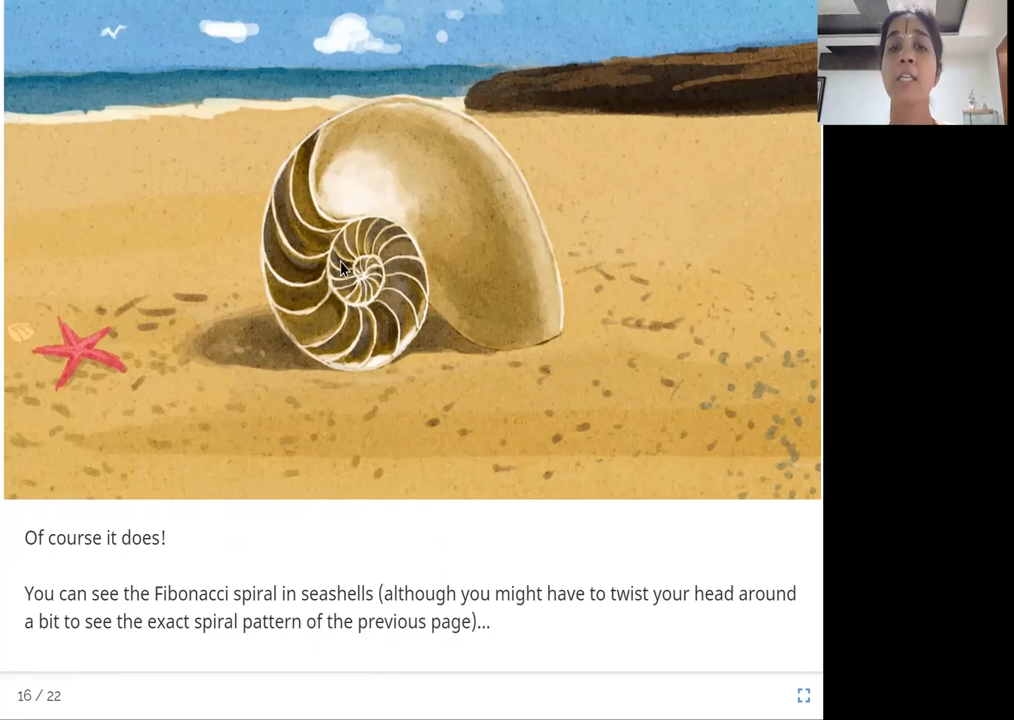 Of course it does!
You can see the Fibonacci spiral in seashells (although you might have to twist your head around
a bit to see the exact spiral pattern of the previous page)...
16 / 22